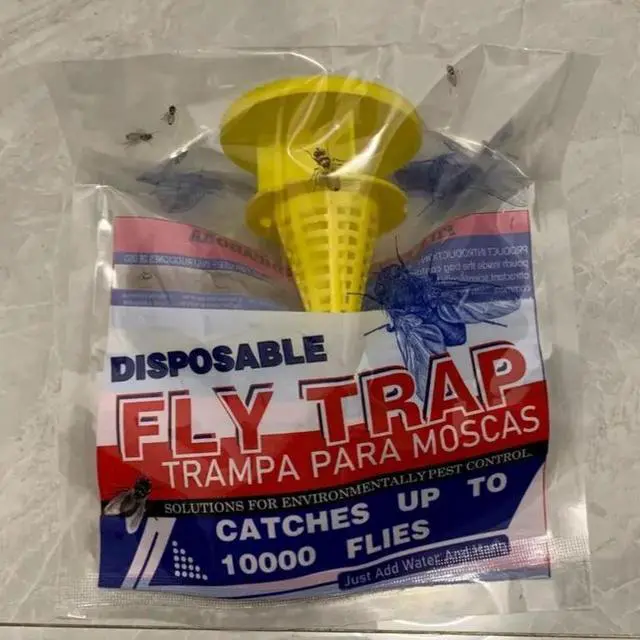 DISPOSABLE
FLY TRAP
TRAMPA PARA MOSCAS
SOLUTIONS FOR ENVIRONMENTALLY PEST CONTROL.
CATCHES UP TO
10000 FLIES
Just Add Water And Hang